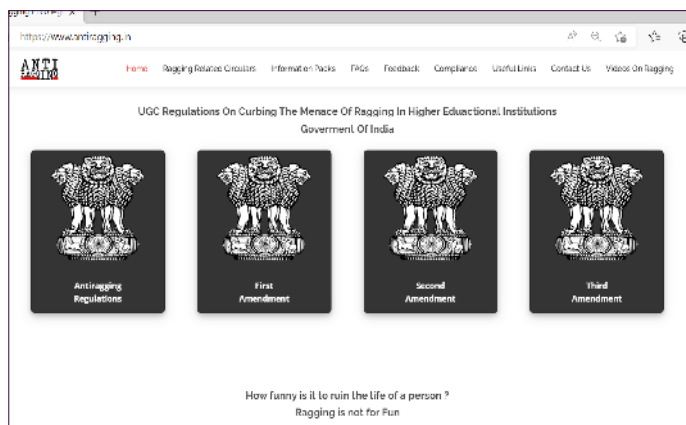 https://www.antiragging.in
ANTI
RAGGING
Home Ragging Related Circulars Information Packs FAQs Feedback Compliance Useful Links Contact Us Videos On Ragging
UGC Regulations On Curbing The Menace Of Ragging In Higher Eduactional Institutions
Goverment Of India
Antiragging
Regulations
First
Amendment
Second
Amendment
Third
Amendment
How funny is it to ruin the life of a person ?
Ragging is not for Fun